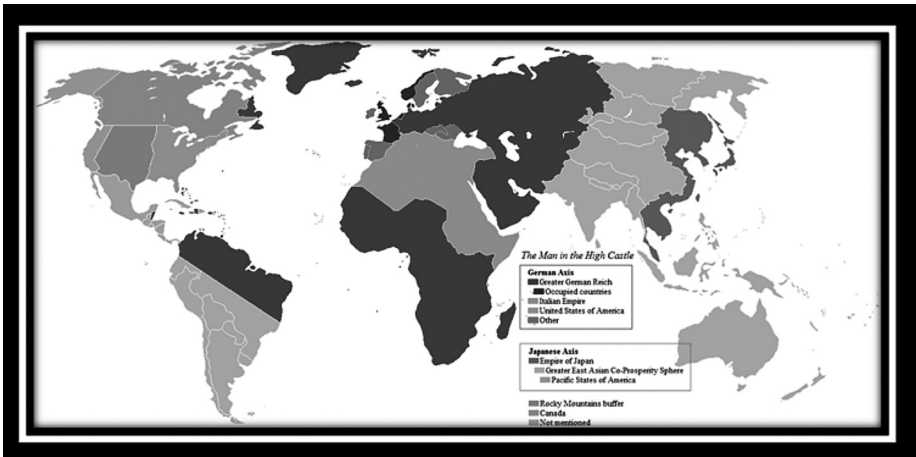 The Man in the High Castle
German Axis
Greater German Reich
Occupied countries
Italian Empire
United States of America
Other
Japanese Axis
Empire of Japan
Greater East Asian Co-Prosperity Sphere
Pacific States of America
Rocky Mountains buffer
Canada
Not mentioned